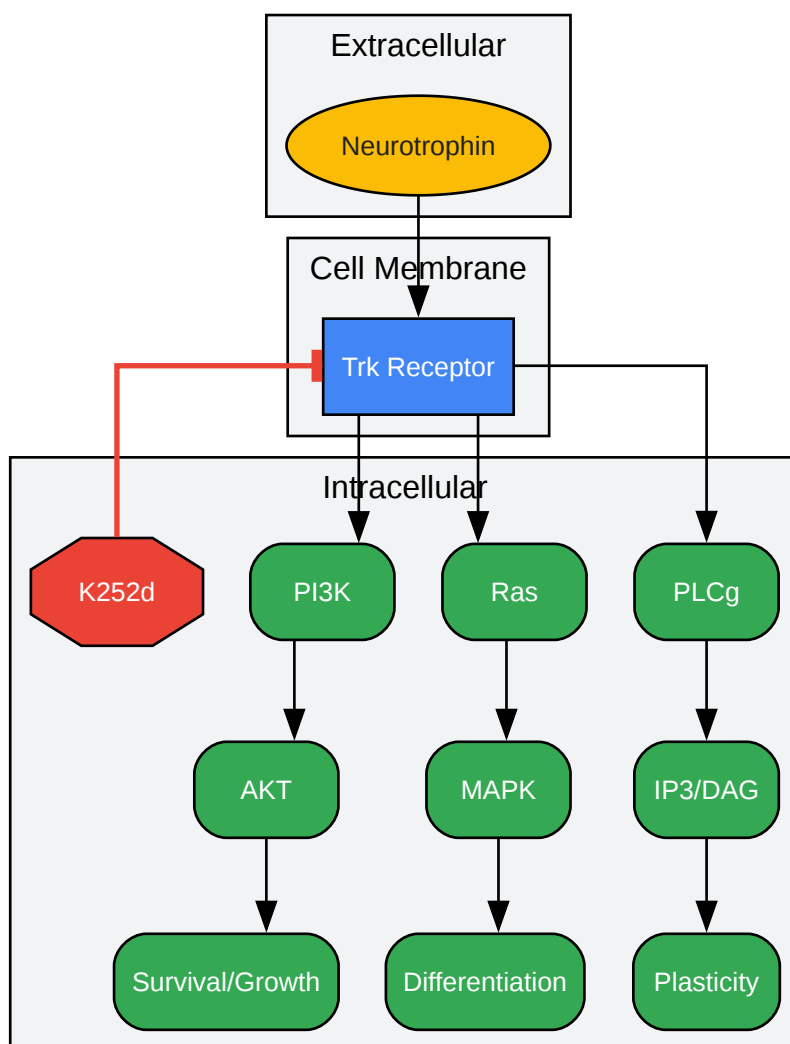 Extracellular
Neurotrophin
Cell Membrane
Trk Receptor
Intracellular
K252d
PI3K
Ras
PLCg
AKT
MAPK
IP3/DAG
Survival/Growth
Differentiation
Plasticity